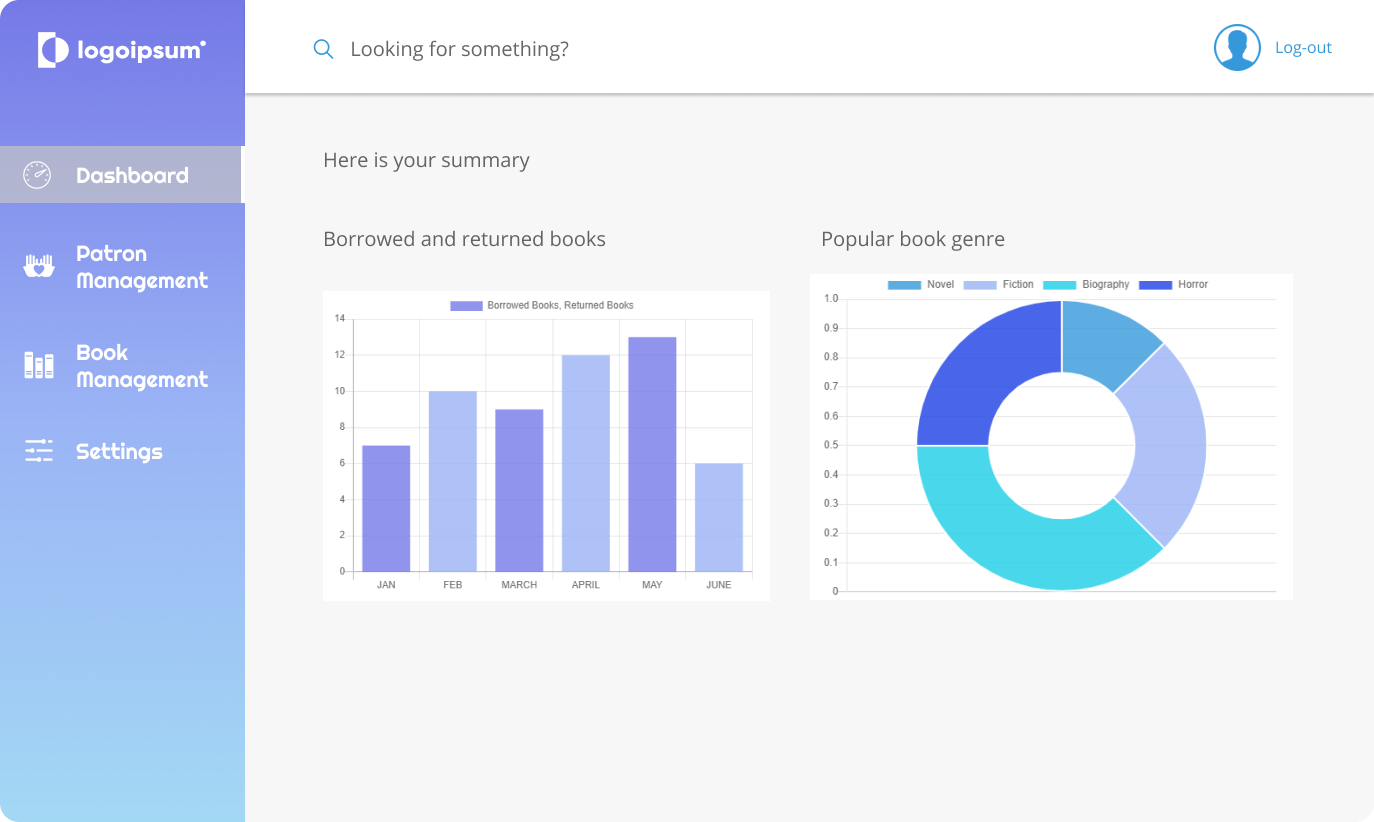 logoipsum
Looking for something?
Log-out
Dashboard
Patron
Management
Book
Management
Settings
Here is your summary
Borrowed and returned books
Borrowed Books, Returned Books
14
12
10
8
6
4
2
0
JAN FEB MARCH APRIL MAY JUNE
Popular book genre
Novel Fiction Biography Horror
1.0
0.9
0.8
0.7
0.6
0.5
0.4
0.3
0.2
0.1
0